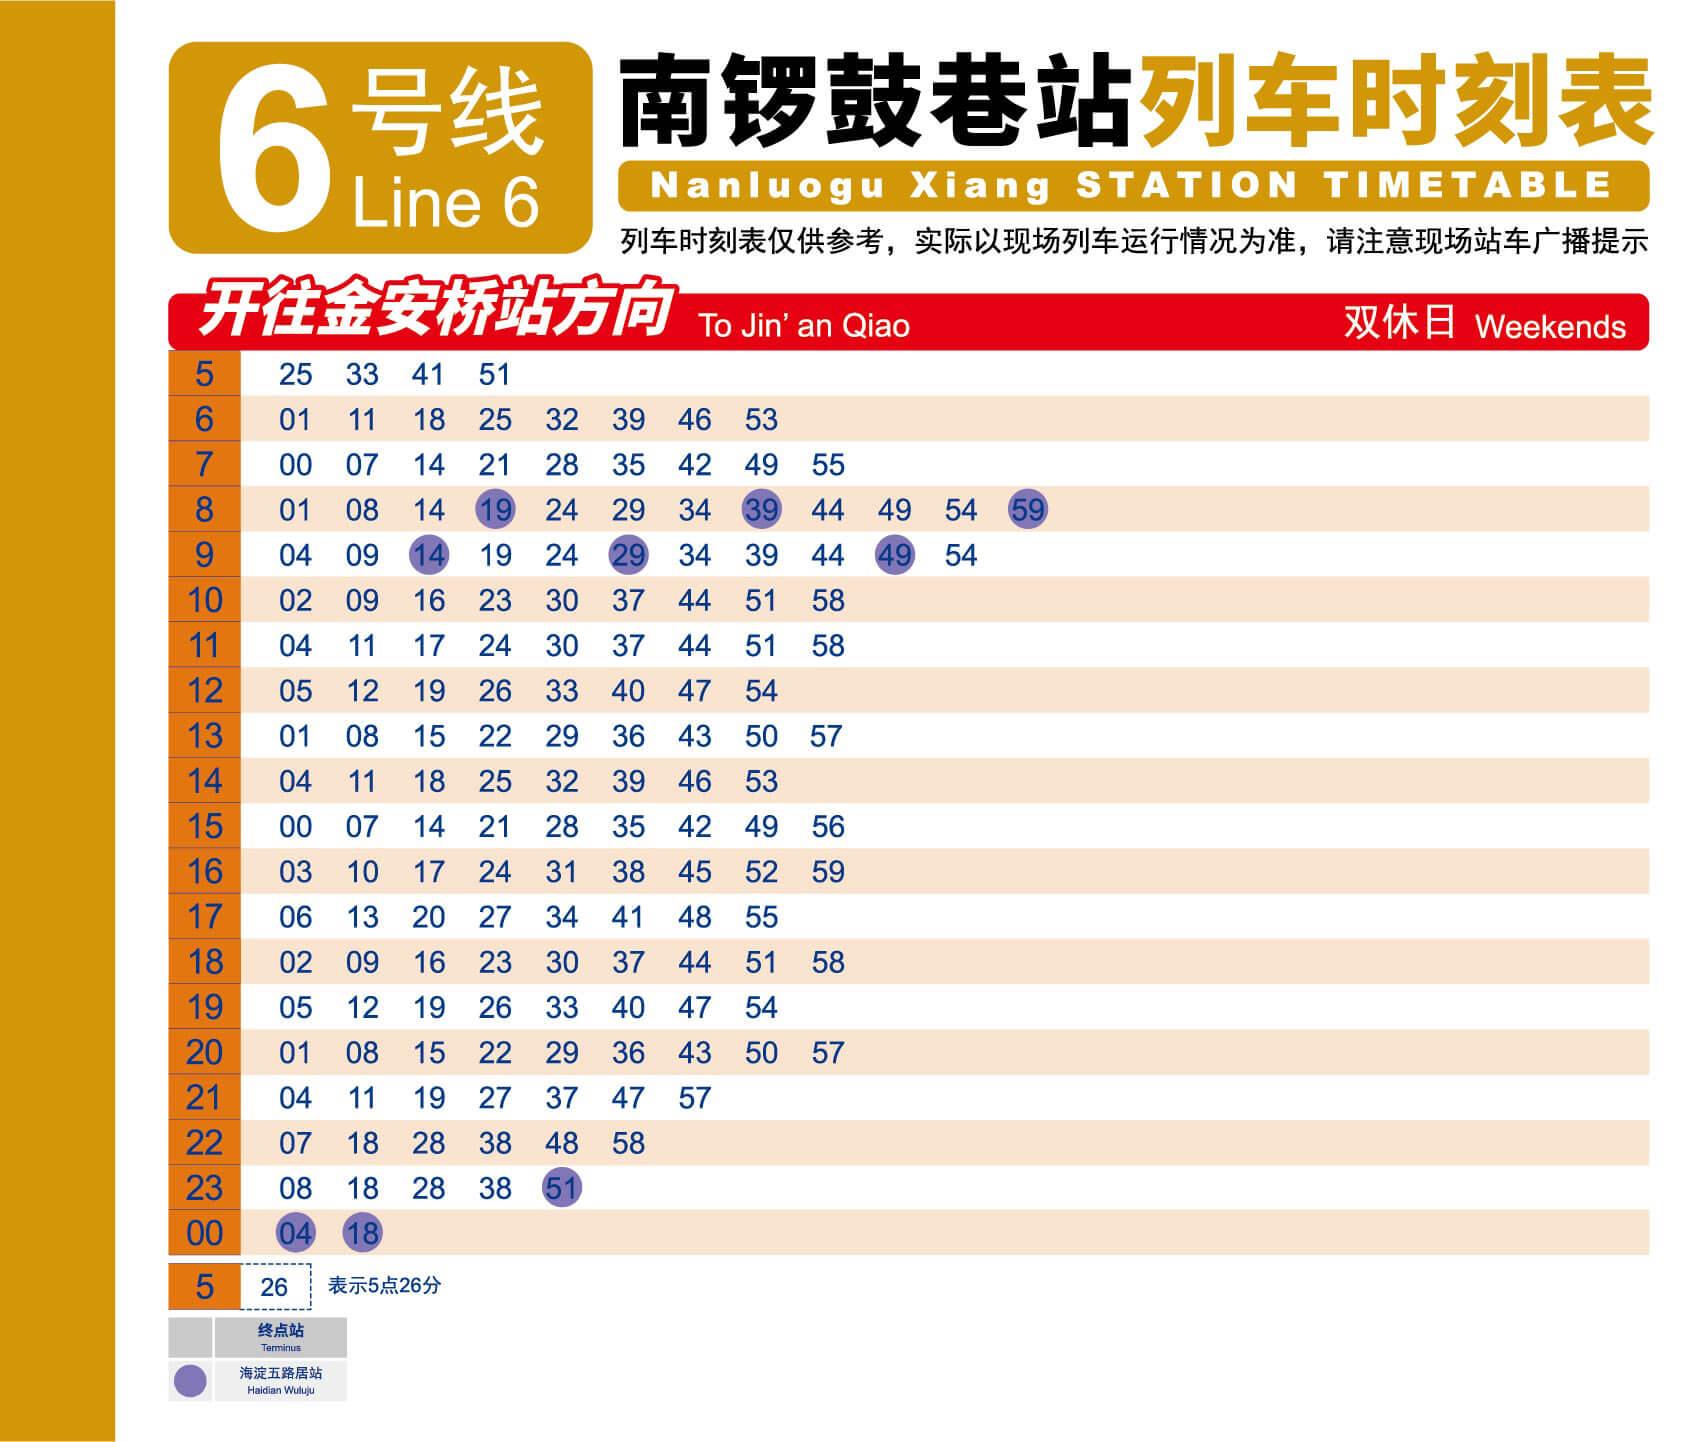 6号线
Line 6
南锣鼓巷站列车时刻表
Nanluogu Xiang STATION TIMETABLE
列车时刻表仅供参考，实际以现场列车运行情况为准，请注意现场站车广播提示
开往金安桥站方向 To Jin’ an Qiao 双休日 Weekends
5 25 33 41 51
6 01 11 18 25 32 39 46 53
7 00 07 14 21 28 35 42 49 55
8 01 08 14 19 24 29 34 39 44 49 54 59
9 04 09 14 19 24 29 34 39 44 49 54
10 02 09 16 23 30 37 44 51 58
11 04 11 17 24 30 37 44 51 58
12 05 12 19 26 33 40 47 54
13 01 08 15 22 29 36 43 50 57
14 04 11 18 25 32 39 46 53
15 00 07 14 21 28 35 42 49 56
16 03 10 17 24 31 38 45 52 59
17 06 13 20 27 34 41 48 55
18 02 09 16 23 30 37 44 51 58
19 05 12 19 26 33 40 47 54
20 01 08 15 22 29 36 43 50 57
21 04 11 19 27 37 47 57
22 07 18 28 38 48 58
23 08 18 28 38 51
00 04 18
5 26 表示5点26分
终点站
Terminus
海淀五路居站
Haidian Wuluju